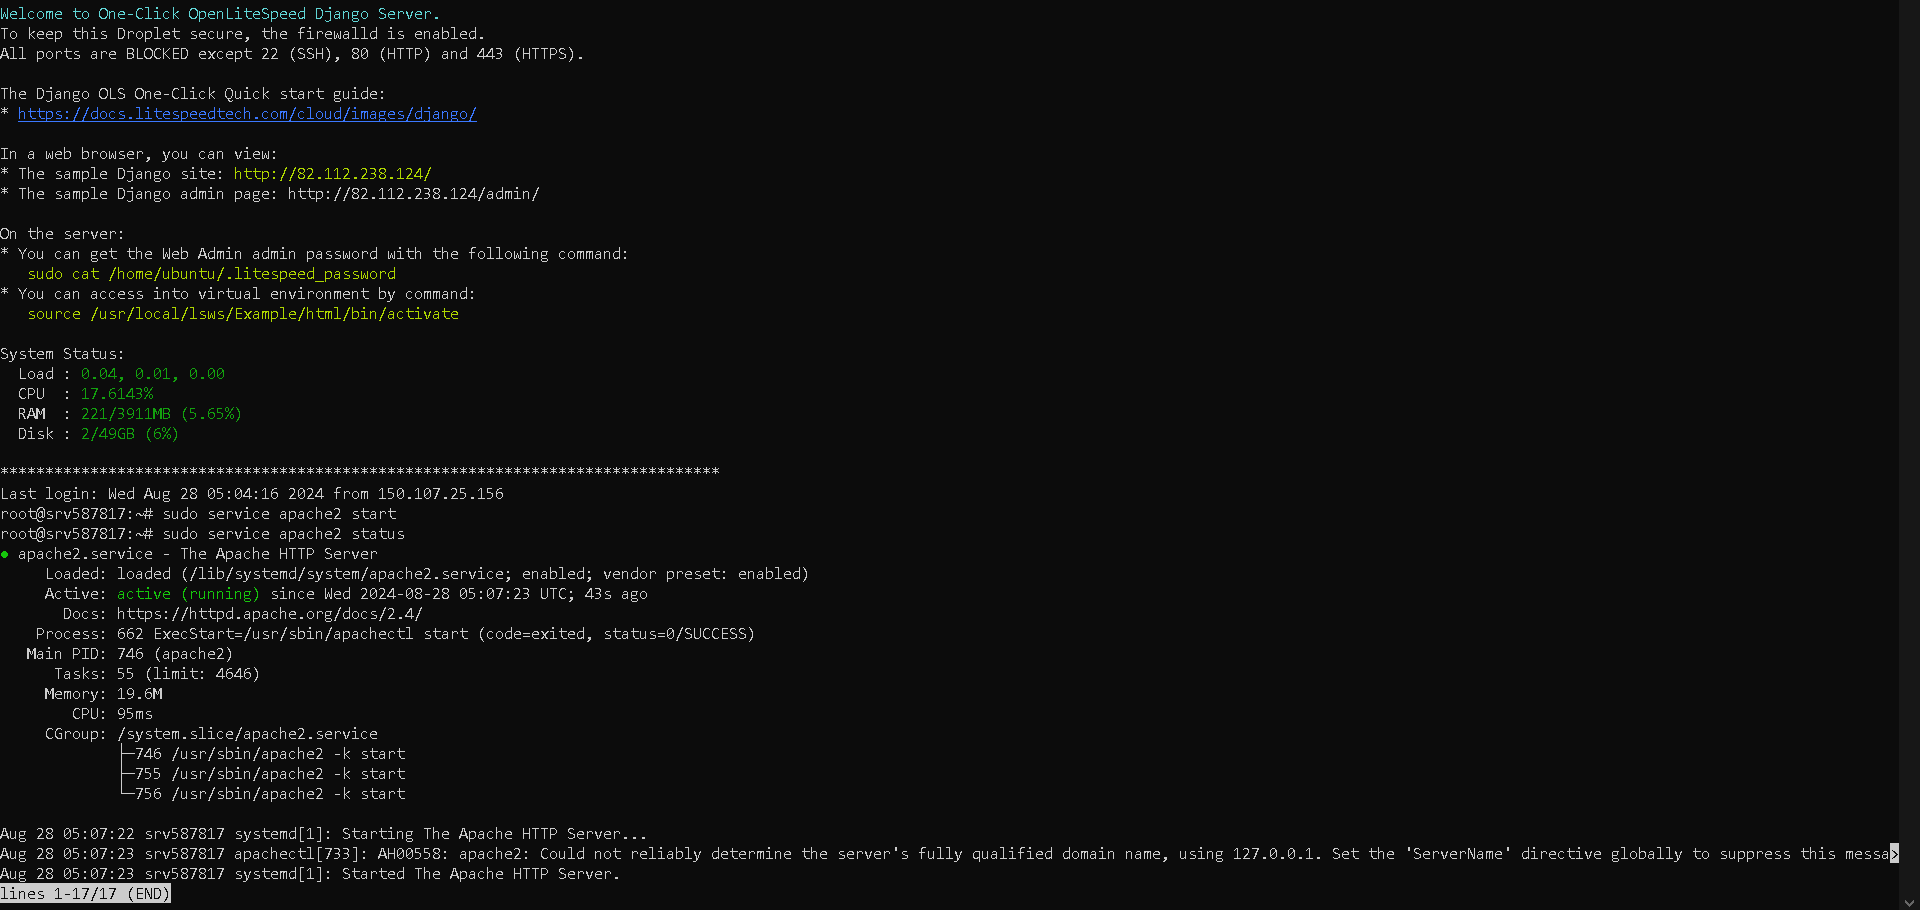 Welcome to One-Click OpenLiteSpeed Django Server.
To keep this Droplet secure, the firewalld is enabled.
All ports are BLOCKED except 22 (SSH), 80 (HTTP) and 443 (HTTPS).
The Django OLS One-Click Quick start guide:
* https://docs.litespeedtech.com/cloud/images/django/
In a web browser, you can view:
* The sample Django site: http://82.112.238.124/
* The sample Django admin page: http://82.112.238.124/admin/
On the server:
* You can get the Web Admin admin password with the following command:
   sudo cat /home/ubuntu/.litespeed_password
* You can access into virtual environment by command:
   source /usr/local/lsws/Example/html/bin/activate
System Status:
  Load : 0.04, 0.01, 0.00
  CPU  : 17.6143%
  RAM  : 221/3911MB (5.65%)
  Disk : 2/49GB (6%)
********************************************************************************
Last login: Wed Aug 28 05:04:16 2024 from 150.107.25.156
root@srv587817:~# sudo service apache2 start
root@srv587817:~# sudo service apache2 status
● apache2.service - The Apache HTTP Server
     Loaded: loaded (/lib/systemd/system/apache2.service; enabled; vendor preset: enabled)
     Active: active (running) since Wed 2024-08-28 05:07:23 UTC; 43s ago
       Docs: https://httpd.apache.org/docs/2.4/
    Process: 662 ExecStart=/usr/sbin/apachectl start (code=exited, status=0/SUCCESS)
   Main PID: 746 (apache2)
      Tasks: 55 (limit: 4646)
     Memory: 19.6M
        CPU: 95ms
     CGroup: /system.slice/apache2.service
             ├─746 /usr/sbin/apache2 -k start
             ├─755 /usr/sbin/apache2 -k start
             └─756 /usr/sbin/apache2 -k start
Aug 28 05:07:22 srv587817 systemd[1]: Starting The Apache HTTP Server...
Aug 28 05:07:23 srv587817 apachectl[733]: AH00558: apache2: Could not reliably determine the server's fully qualified domain name, using 127.0.0.1. Set the 'ServerName' directive globally to suppress this messa>
Aug 28 05:07:23 srv587817 systemd[1]: Started The Apache HTTP Server.
lines 1-17/17 (END)